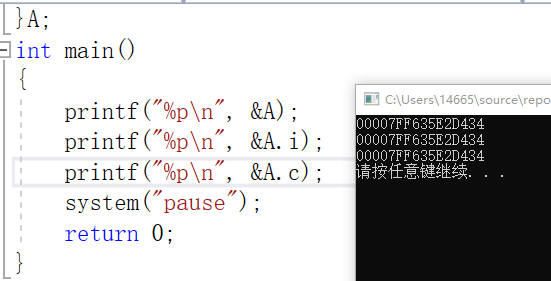 }A;
int main()
{
printf("%p\n", &A);
printf("%p\n", &A.i);
printf("%p\n", &A.c);
system("pause");
return 0;
}
C:\Users\14665\source\repo
00007FF635E2D434
00007FF635E2D434
00007FF635E2D434
请按任意键继续. . .